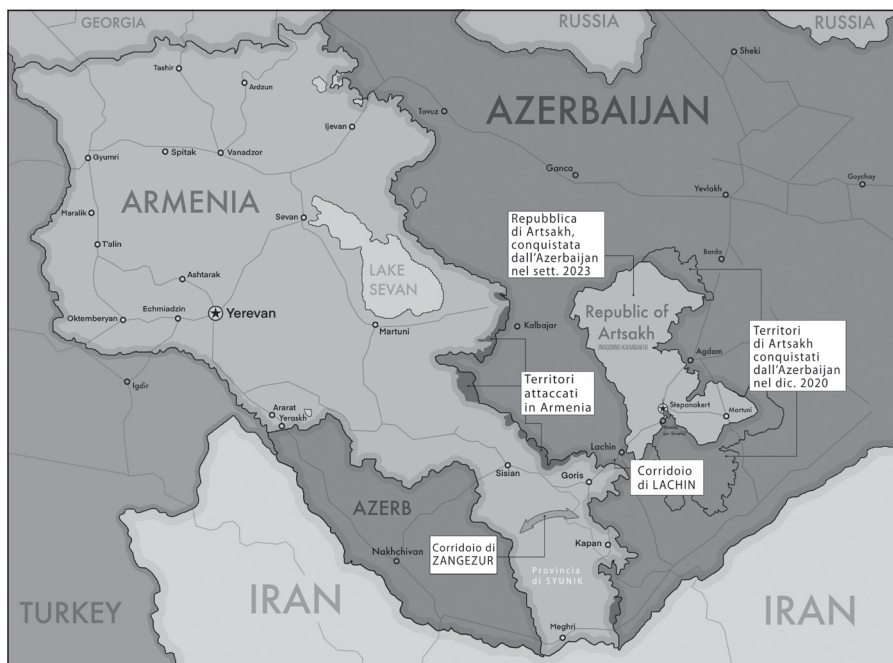 GEORGIA
RUSSIA
RUSSIA
Tashir
Ardzun
Sheki
Tovuz
AZERBAIJAN
Ijevan
Gyumri
Spitak
Vanadzor
Ganca
Goychay
Yevlakh
ARMENIA
Maralik
Sevan
Repubblica
di Artsakh,
conquistata
dall'Azerbaijan
nel sett. 2023
T'alin
Barda
LAKE
SEVAN
Ashtarak
Echmiadzin
Oktemberyan
Yerevan
Martuni
Kalbajar
Republic of
Artsakh
(NAGORNO-KARABAKH)
Territori
di Artsakh
conquistati
dall'Azerbaijan
nel dic. 2020
Agdam
Igdir
Territori
attaccati
in Armenia
Ararat
Yeraskh
Stepanakert
Martuni
Lachin
Sisian
Goris
Corridoio
di LACHIN
AZERB
Nakhchivan
Corridoio di
ZANGEZUR
Kapan
Provincia
di SYUNIK
IRAN
IRAN
TURKEY
Meghri